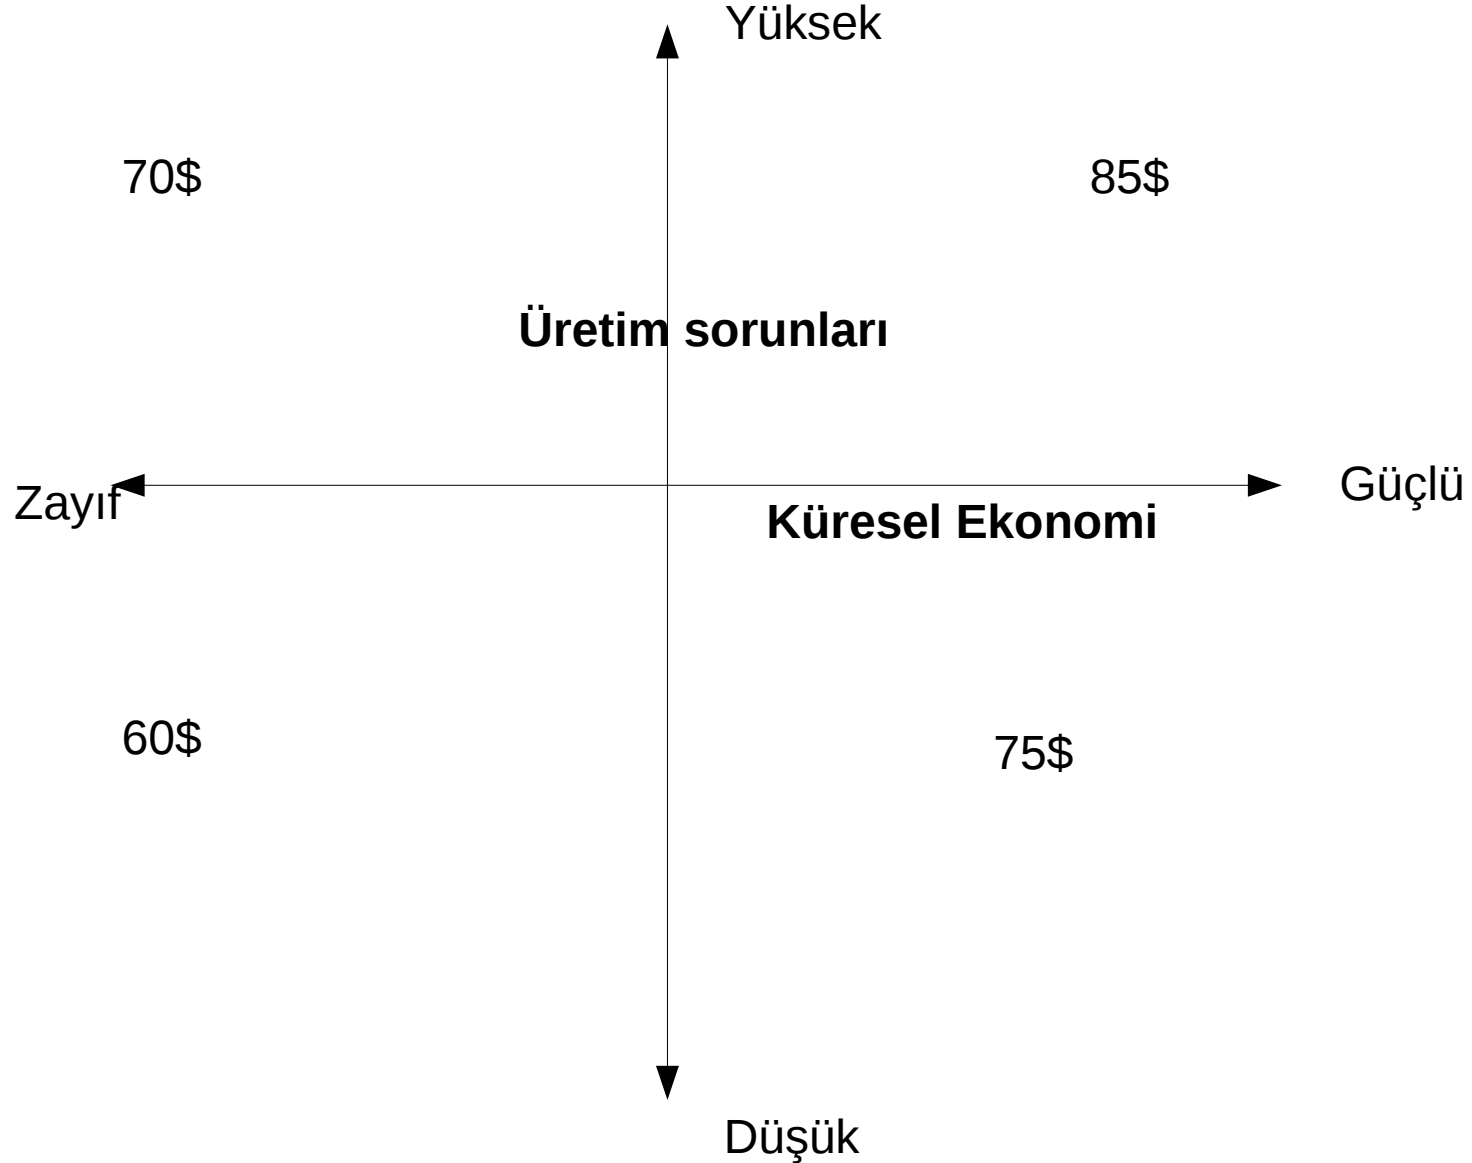 Yüksek
70$
85$
Üretim sorunları
Zayıf
Güçlü
Küresel Ekonomi
60$
75$
Düşük